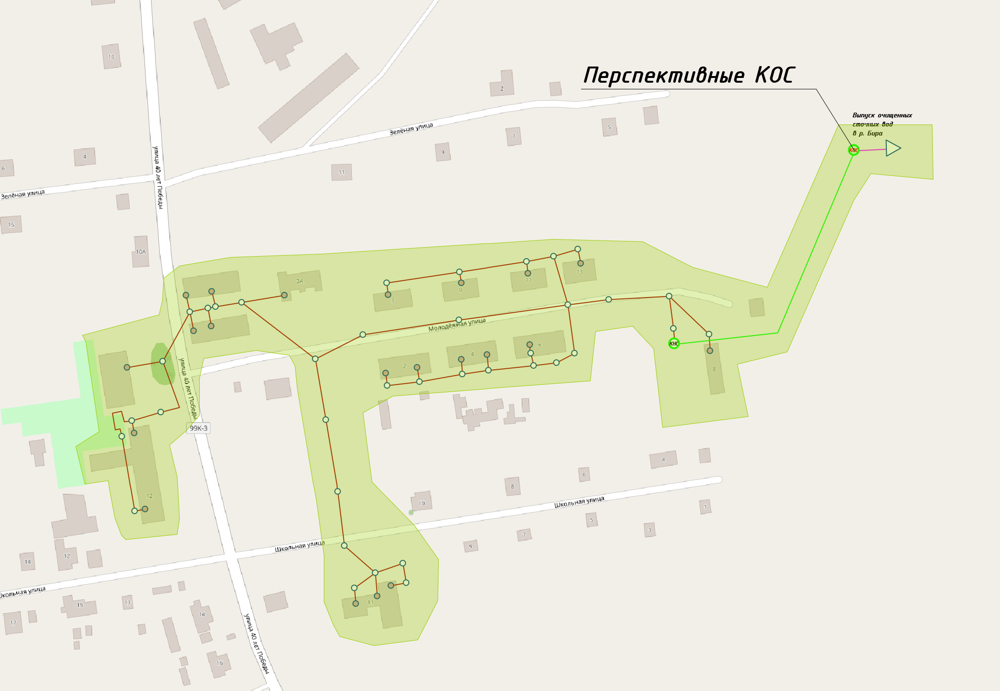 10
Перспективные КОС
2
Выпуск очищенных
сточных вод
в р. Бира
Зелёная улица
5
7
9
КОС
4
6
11
улица 40 лет Победы
Зелёная улица
15
10А
3А
13
11
9
7
Молодёжная улица
6
4
2
КНС
8
улица 40 лет Победы
99К-3
4
6
8
12
10
Школьная улица
1
5
3
7
9
Школьная улица
12
14
Школьная улица
11
13
15
14
17
улица 40 лет Победы
16